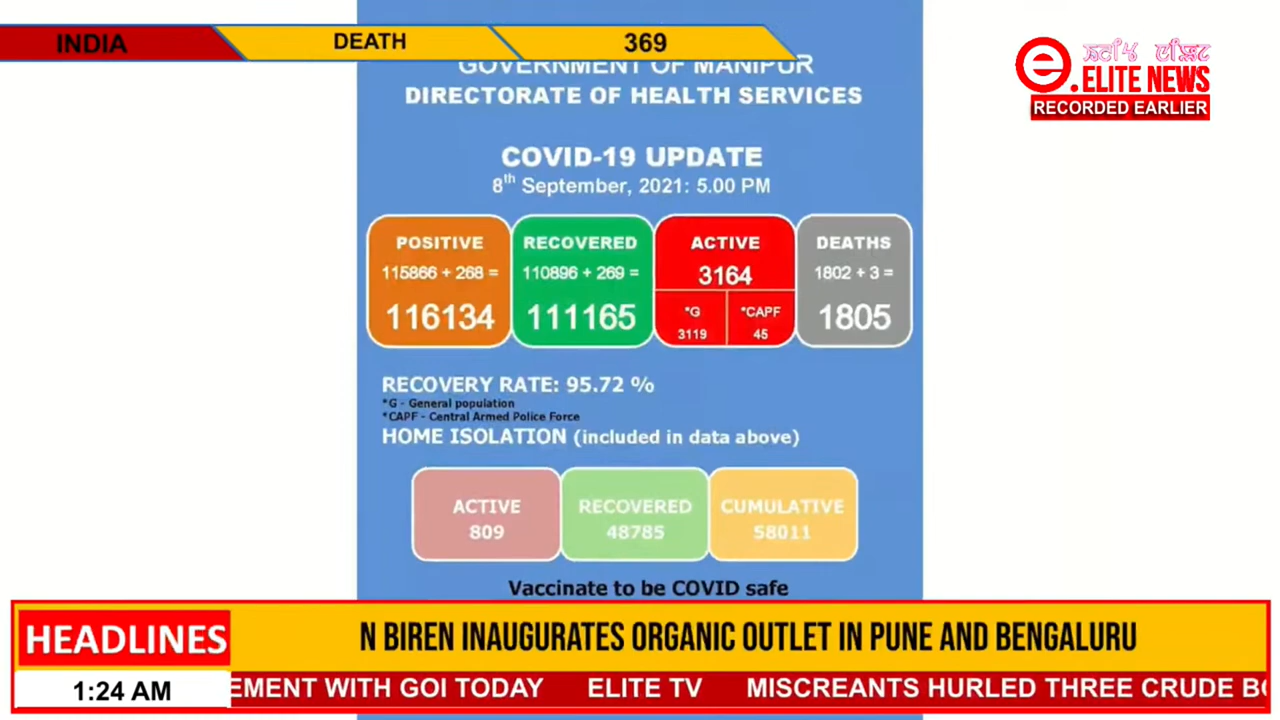 INDIA DEATH 369
GOVERNMENT OF MANIPUR
DIRECTORATE OF HEALTH SERVICES
e. ELITE NEWS
RECORDED EARLIER
COVID-19 UPDATE
8th September, 2021: 5.00 PM
POSITIVE
115866 + 268 =
116134
RECOVERED
110896 + 269 =
111165
ACTIVE
3164
*G
3119
*CAPF
45
DEATHS
1802 + 3 =
1805
RECOVERY RATE: 95.72 %
*G - General population
*CAPF - Central Armed Police Force
HOME ISOLATION (included in data above)
ACTIVE
809
RECOVERED
48785
CUMULATIVE
58011
Vaccinate to be COVID safe
HEADLINES
N BIREN INAUGURATES ORGANIC OUTLET IN PUNE AND BENGALURU
1:24 AM
EMENT WITH GOI TODAY ELITE TV MISCREANTS HURLED THREE CRUDE BO